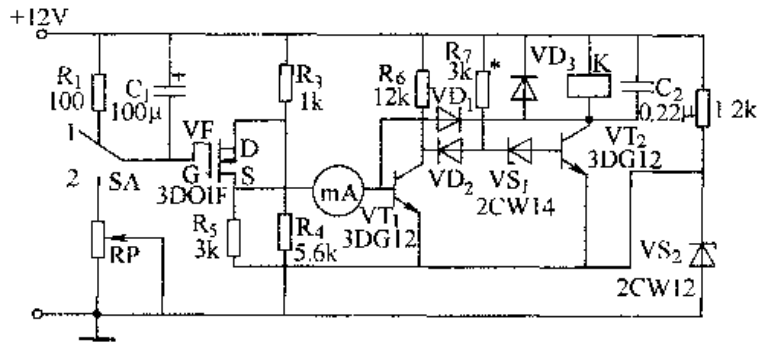 +12V
R1
100
C1
100μ
1
2
SA
RP
VF
G
D
S
3DO1F
R3
1k
R5
3k
R4
5.6k
mA
VT1
3DG12
R6
12k
R7
3k
*
VD1
VD2
VS1
2CW14
VD3
K
VT2
3DG12
C2
0.22μ
1 2k
VS2
2CW12